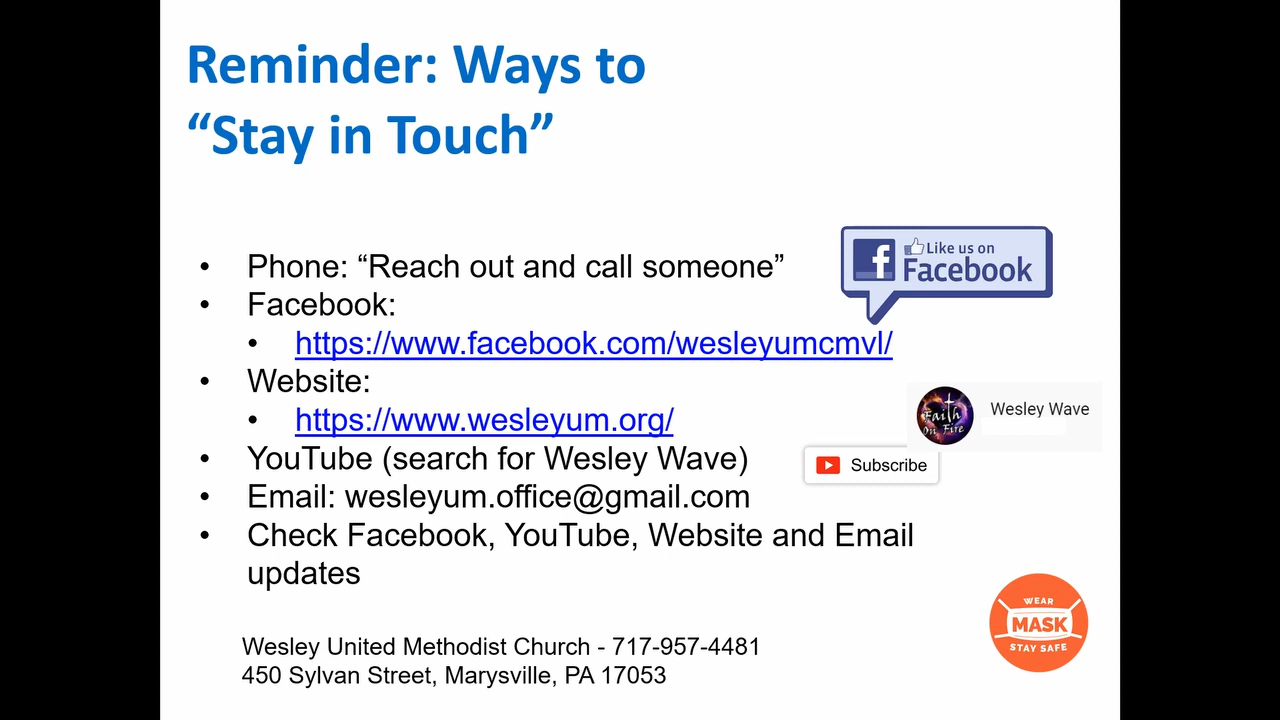 Reminder: Ways to
“Stay in Touch”
• Phone: “Reach out and call someone”
• Facebook:
• https://www.facebook.com/wesleyumcmvl/
• Website:
• https://www.wesleyum.org/
• YouTube (search for Wesley Wave)
• Email: wesleyum.office@gmail.com
• Check Facebook, YouTube, Website and Email
updates
Like us on
Facebook
Faith
On Fire
Wesley Wave
Subscribe
WEAR
MASK
STAY SAFE
Wesley United Methodist Church - 717-957-4481
450 Sylvan Street, Marysville, PA 17053